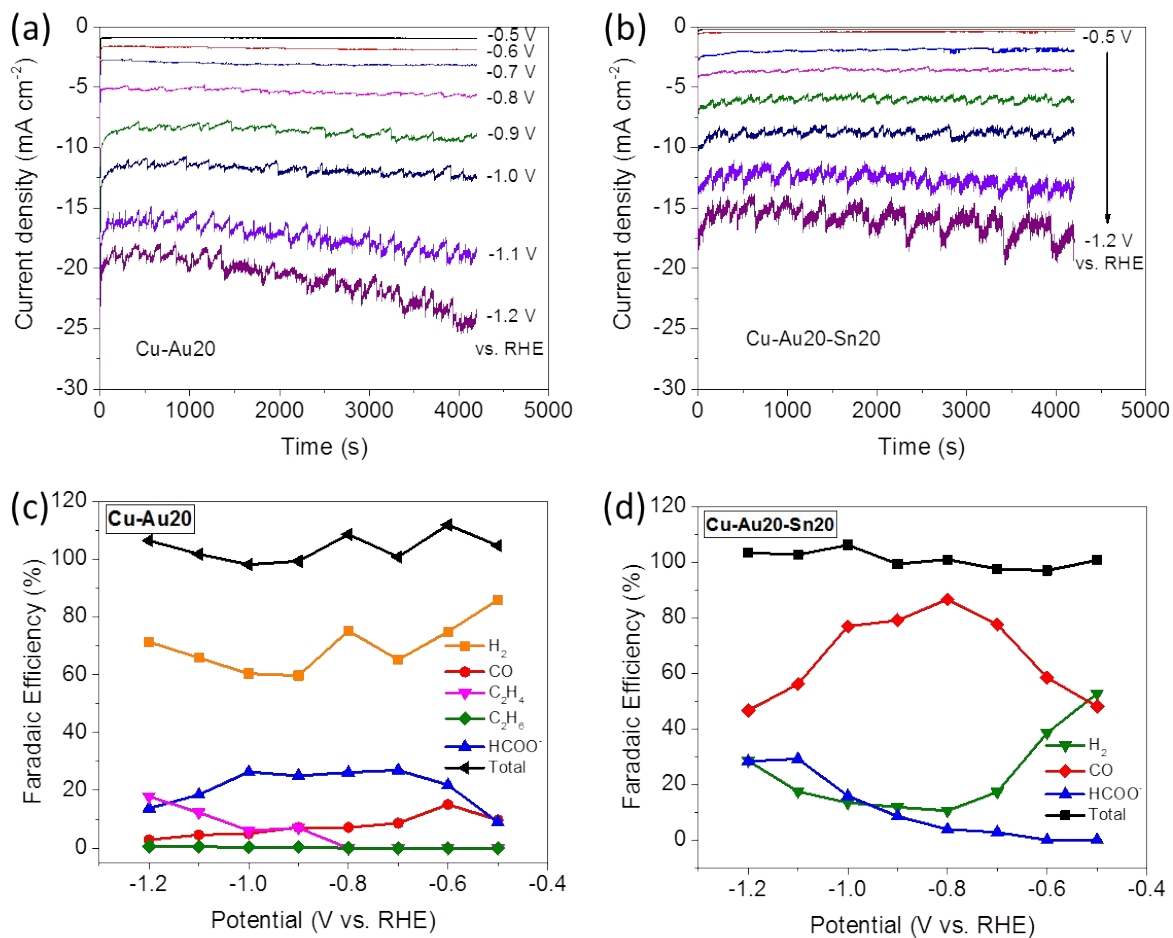 (a)
0
-5
-10
-15
-20
-25
-30
Current density (mA cm⁻²)
-0.5 V
-0.6 V
-0.7 V
-0.8 V
-0.9 V
-1.0 V
-1.1 V
-1.2 V
vs. RHE
Cu-Au20
0 1000 2000 3000 4000 5000
Time (s)
(b)
0
-5
-10
-15
-20
-25
-30
Current density (mA cm⁻²)
-0.5 V
-1.2 V
vs. RHE
Cu-Au20-Sn20
0 1000 2000 3000 4000 5000
Time (s)
(c)
Cu-Au20
120
100
80
60
40
20
0
Faradaic Efficiency (%)
H₂
CO
C₂H₄
C₂H₆
HCOO⁻
Total
-1.2 -1.0 -0.8 -0.6 -0.4
Potential (V vs. RHE)
(d)
Cu-Au20-Sn20
120
100
80
60
40
20
0
Faradaic Efficiency (%)
H₂
CO
HCOO⁻
Total
-1.2 -1.0 -0.8 -0.6 -0.4
Potential (V vs. RHE)